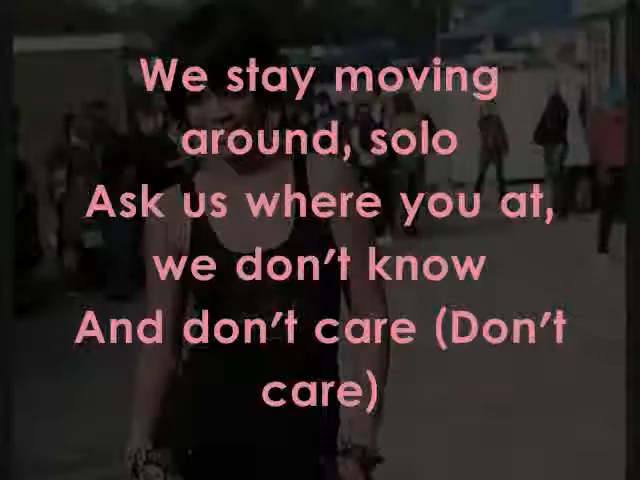 We stay moving
around, solo
Ask us where you at,
we don't know
And don't care (Don't
care)